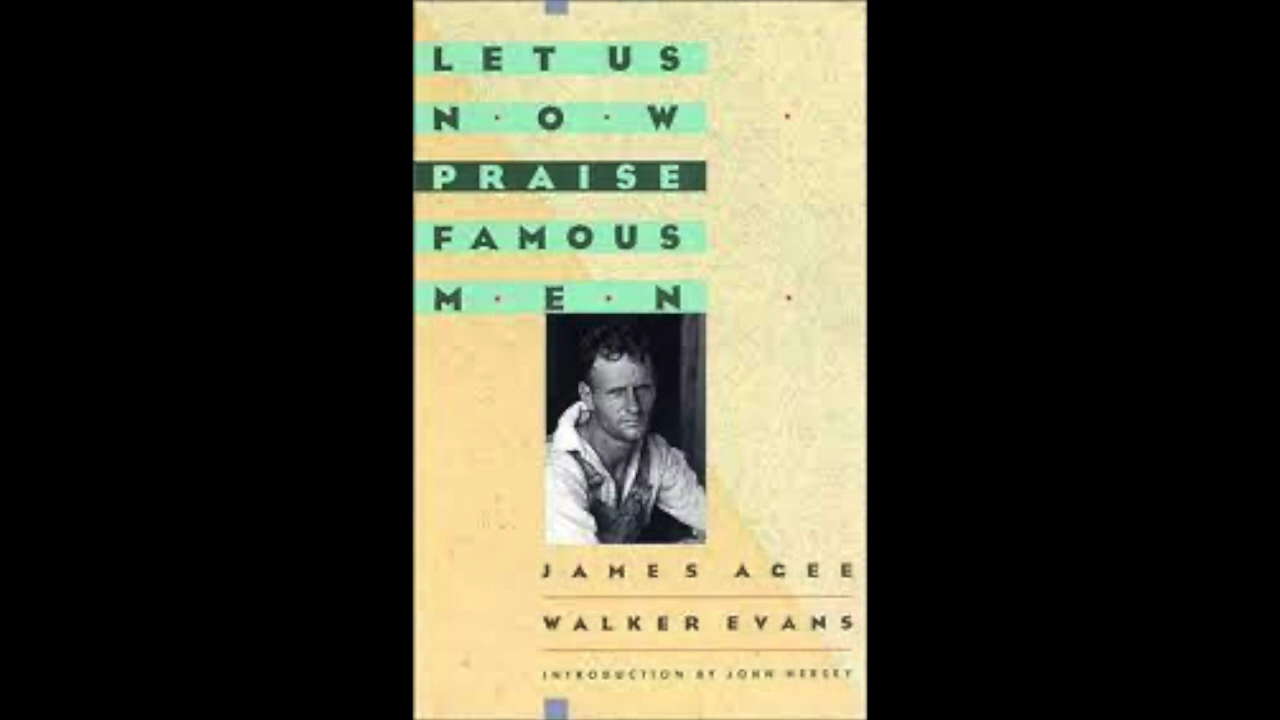 LET US
N·O·W
PRAISE
FAMOUS
M·E·N
JAMES AGEE
WALKER EVANS
INTRODUCTION BY JOHN HERSEY